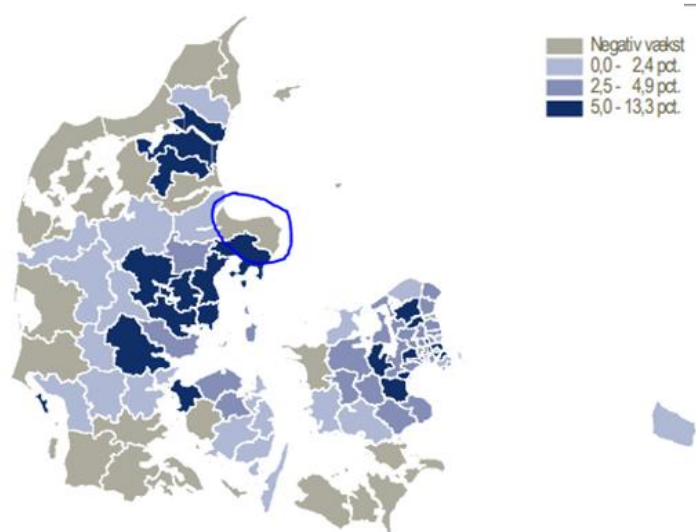 Negativ vækst
0,0 - 2,4 pct.
2,5 - 4,9 pct.
5,0 - 13,3 pct.